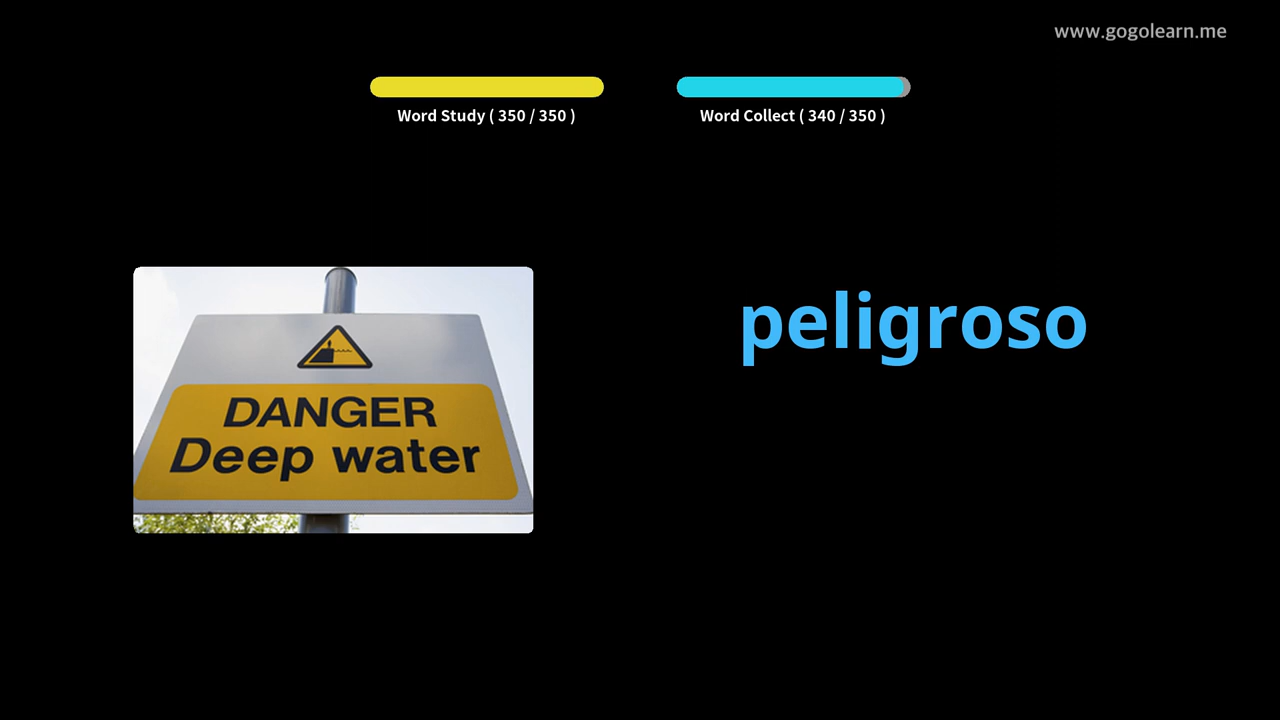 www.gogolearn.me
Word Study ( 350 / 350 )
Word Collect ( 340 / 350 )
peligroso
DANGER
Deep water